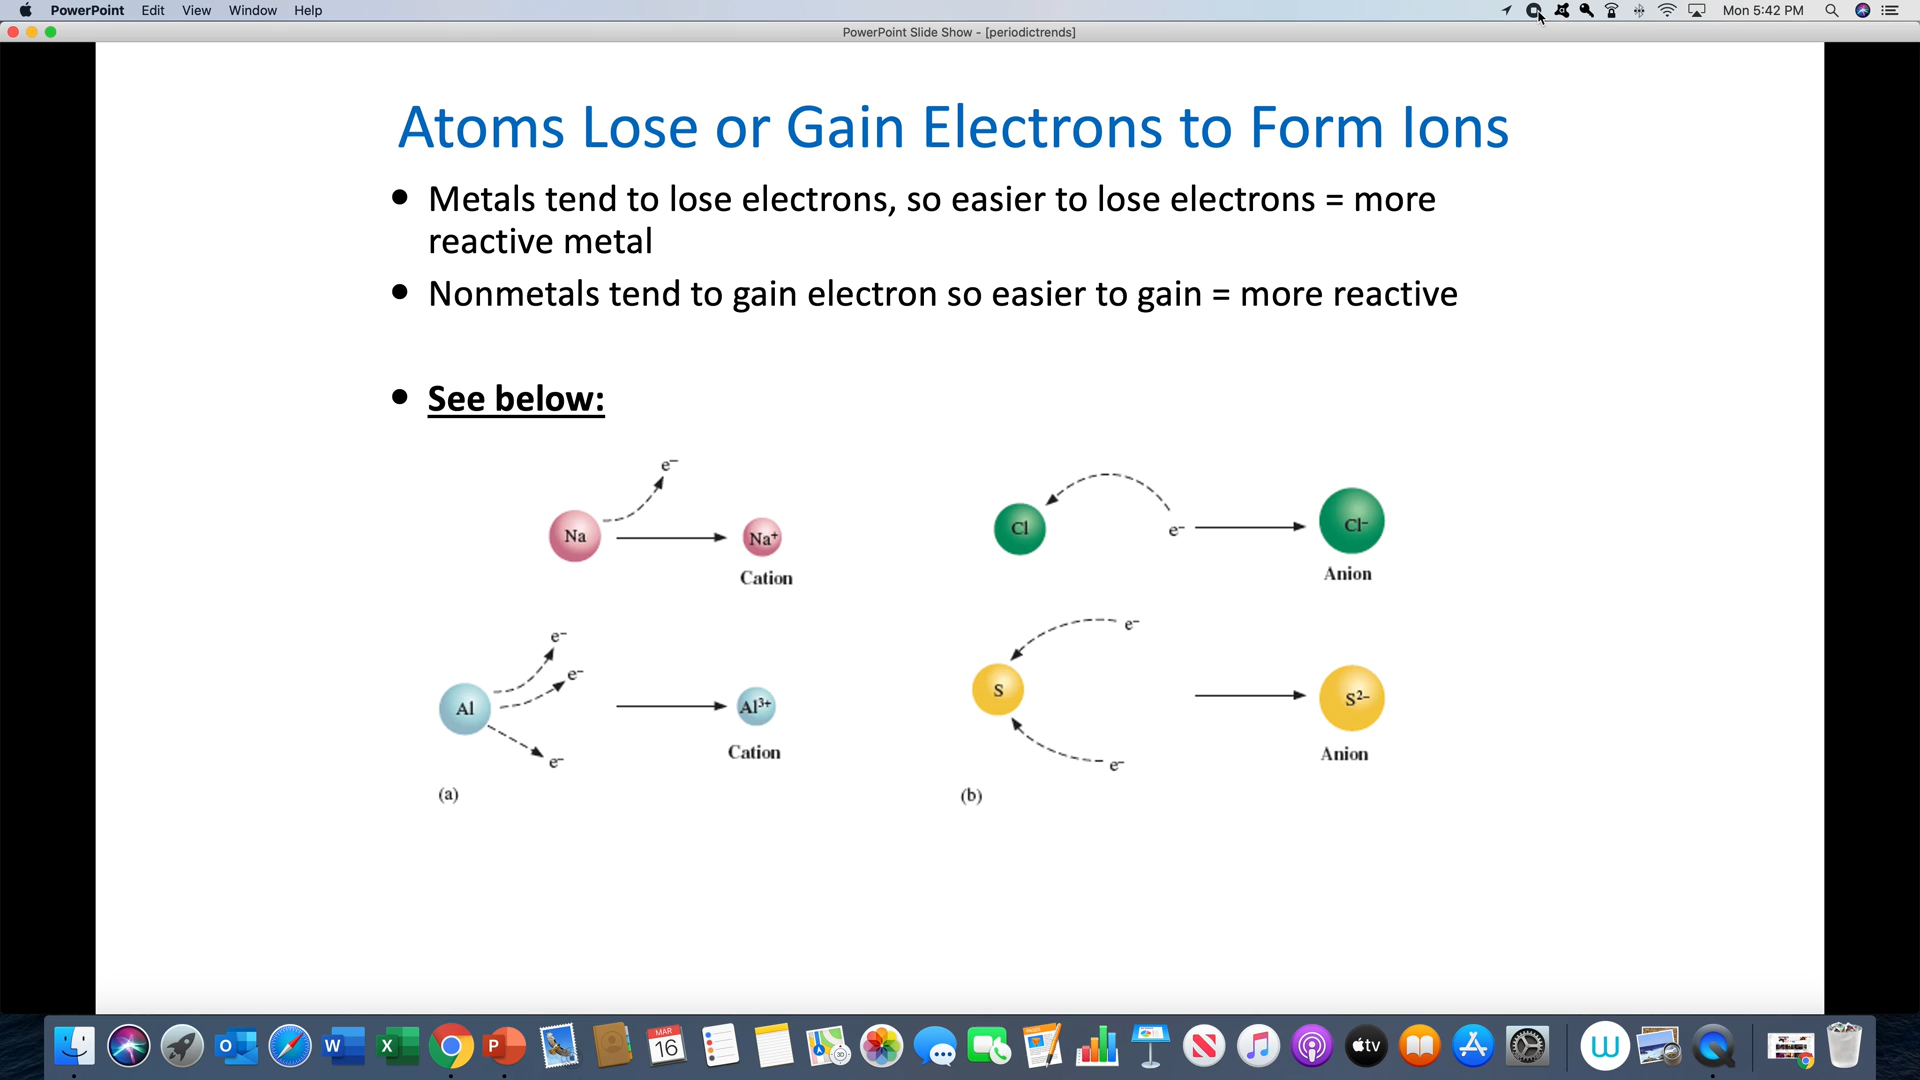 PowerPoint Edit View Window Help Mon 5:42 PM
PowerPoint Slide Show - [periodictrends]
Atoms Lose or Gain Electrons to Form Ions
• Metals tend to lose electrons, so easier to lose electrons = more
reactive metal
• Nonmetals tend to gain electron so easier to gain = more reactive
• See below:
e⁻
Na
Na⁺
Cation
Cl
e⁻
Cl⁻
Anion
e⁻
e⁻
Al
e⁻
Al³⁺
Cation
(a)
e⁻
S
e⁻
S²⁻
Anion
(b)
O
W
X
P
MAR
16
tv
W